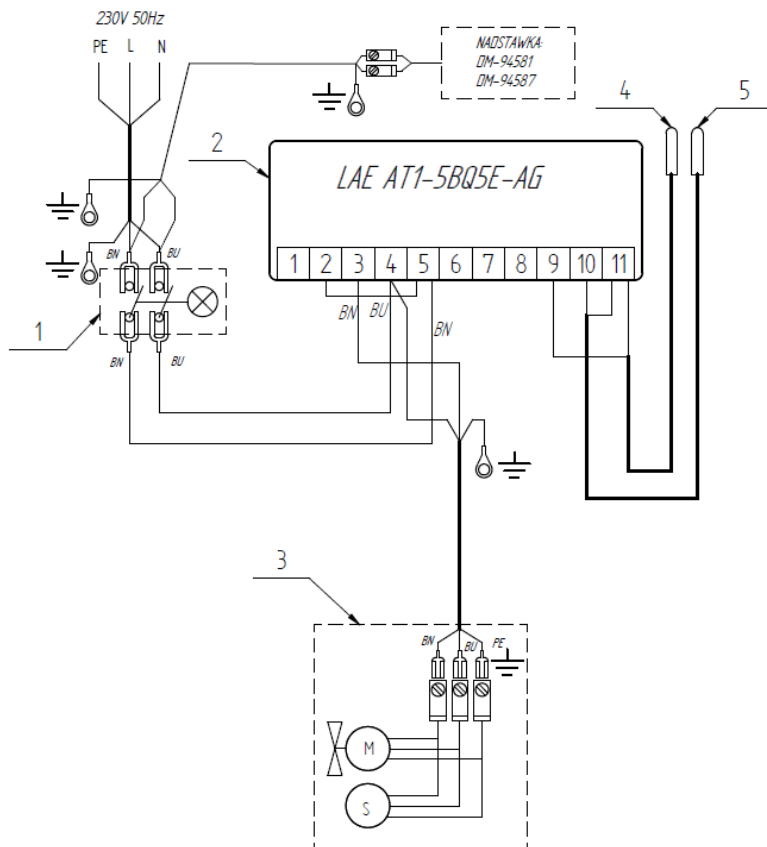 230V 50Hz
PE L N
NADSTAWKA:
DM-94581
DM-94587
4
5
2
LAE AT1-5BQ5E-AG
1 2 3 4 5 6 7 8 9 10 11
BN BU
BN BU BN
1
BN BU
3
BN BU PE
M
S